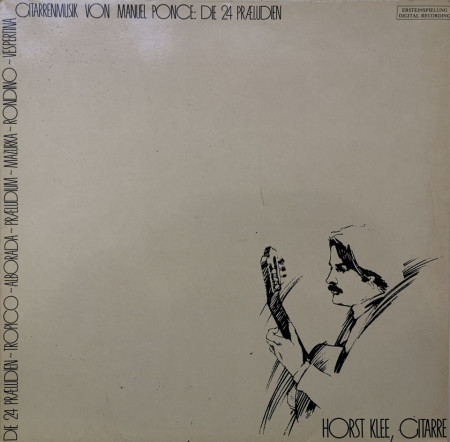 GITARRENMUSIK VON MANUEL PONCE: DIE 24 PRÆLUDIEN
ERSTEINSPIELUNG
DIGITAL RECORDING
DIE 24 PRÆLUDIEN – TROPICO – ALBORADA – PRÆLUDIUM – MAZURKA – RONDINO – VESPERTINA
HORST KLEE, GITARRE